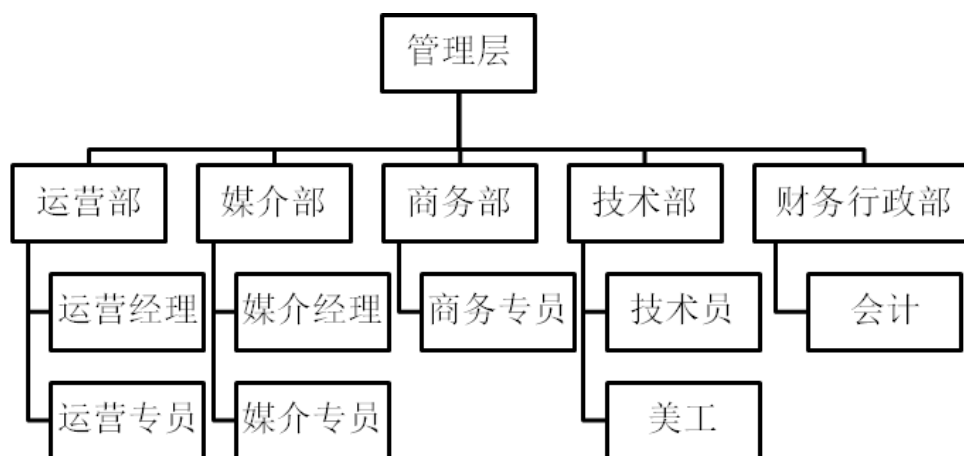 管理层
运营部
媒介部
商务部
技术部
财务行政部
运营经理
媒介经理
商务专员
技术员
会计
运营专员
媒介专员
美工